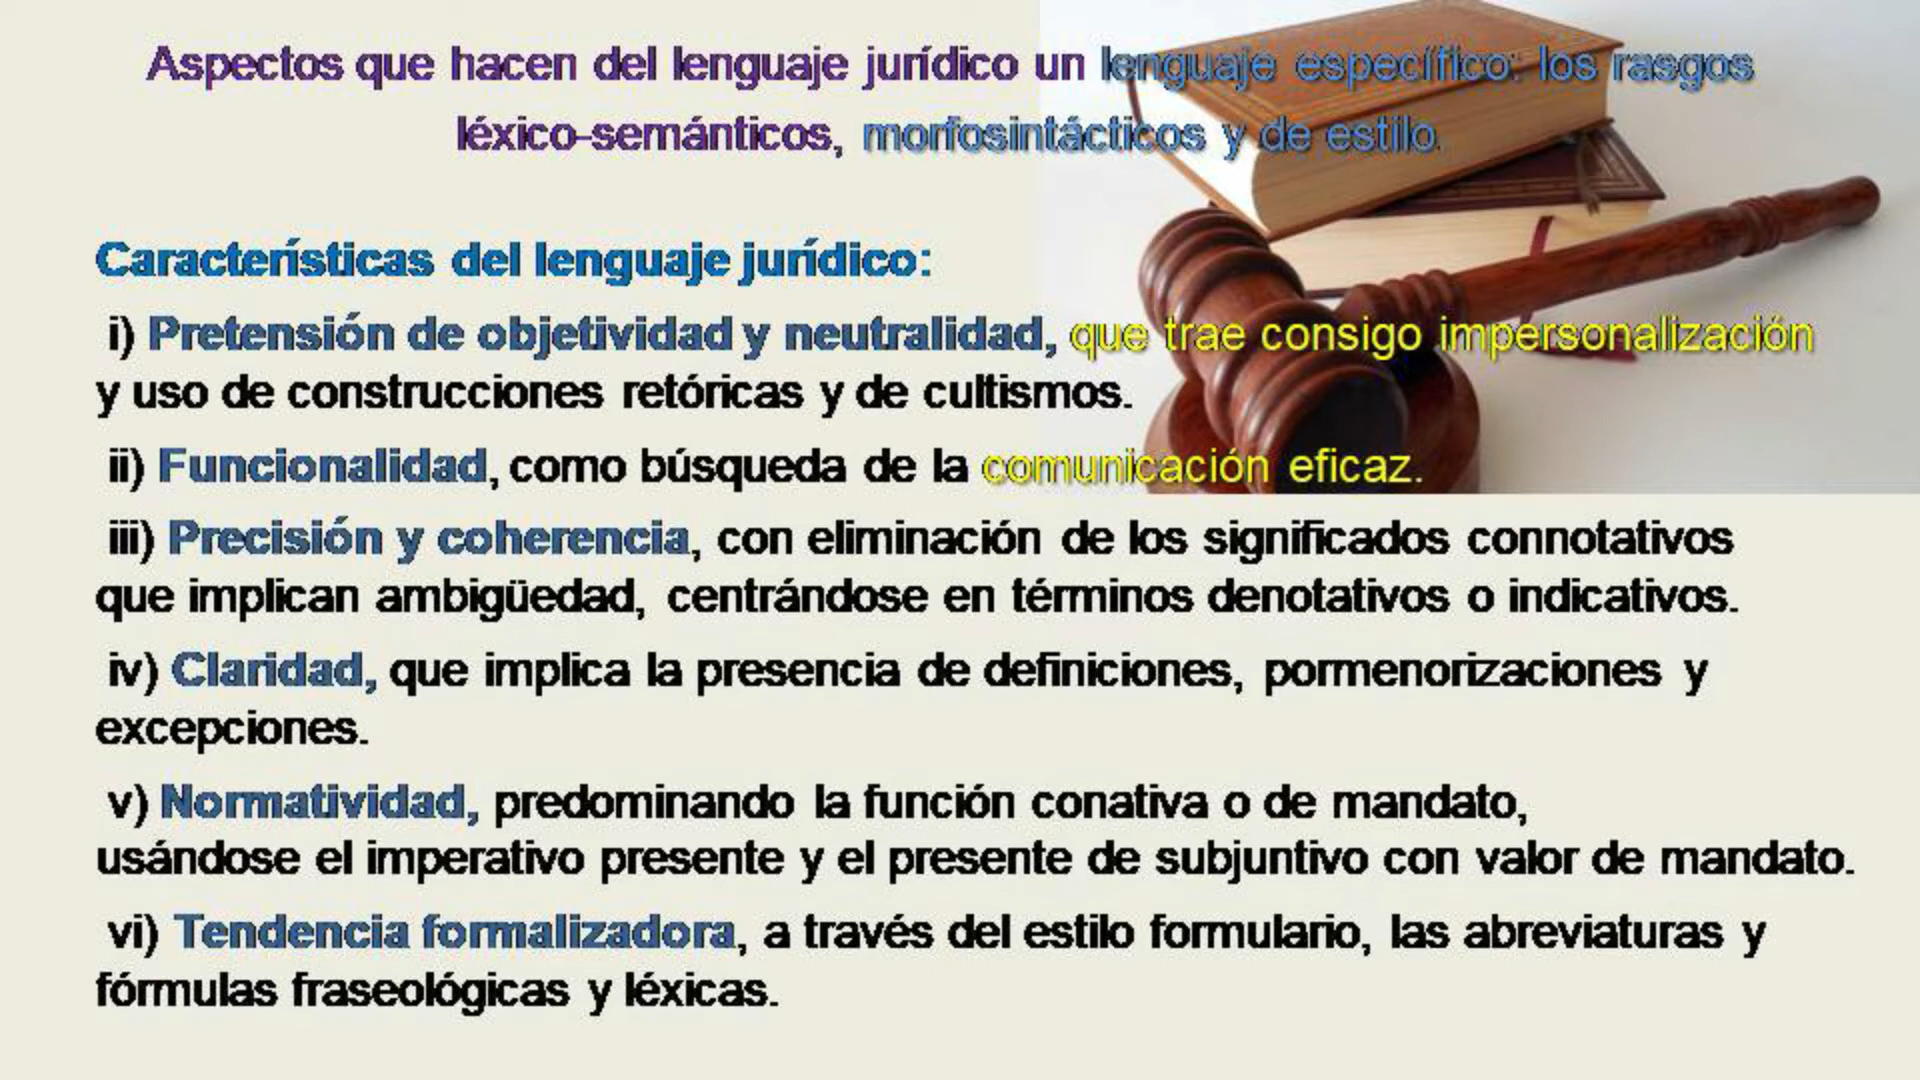 Aspectos que hacen del lenguaje jurídico un lenguaje específico: los rasgos
léxico-semánticos, morfosintácticos y de estilo.
Características del lenguaje jurídico:
i) Pretensión de objetividad y neutralidad, que trae consigo impersonalización
y uso de construcciones retóricas y de cultismos.
ii) Funcionalidad, como búsqueda de la comunicación eficaz.
iii) Precisión y coherencia, con eliminación de los significados connotativos
que implican ambigüedad, centrándose en términos denotativos o indicativos.
iv) Claridad, que implica la presencia de definiciones, pormenorizaciones y
excepciones.
v) Normatividad, predominando la función conativa o de mandato,
usándose el imperativo presente y el presente de subjuntivo con valor de mandato.
vi) Tendencia formalizadora, a través del estilo formulario, las abreviaturas y
fórmulas fraseológicas y léxicas.